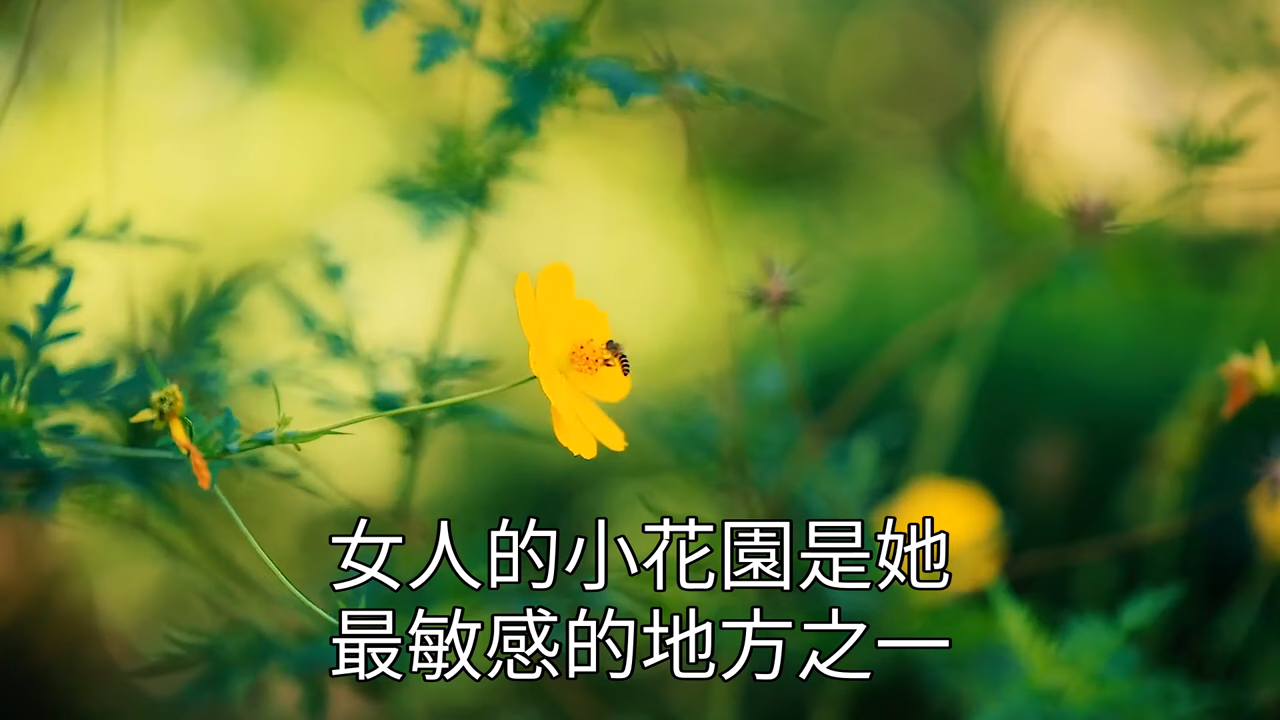 女人的小花園是她
最敏感的地方之一